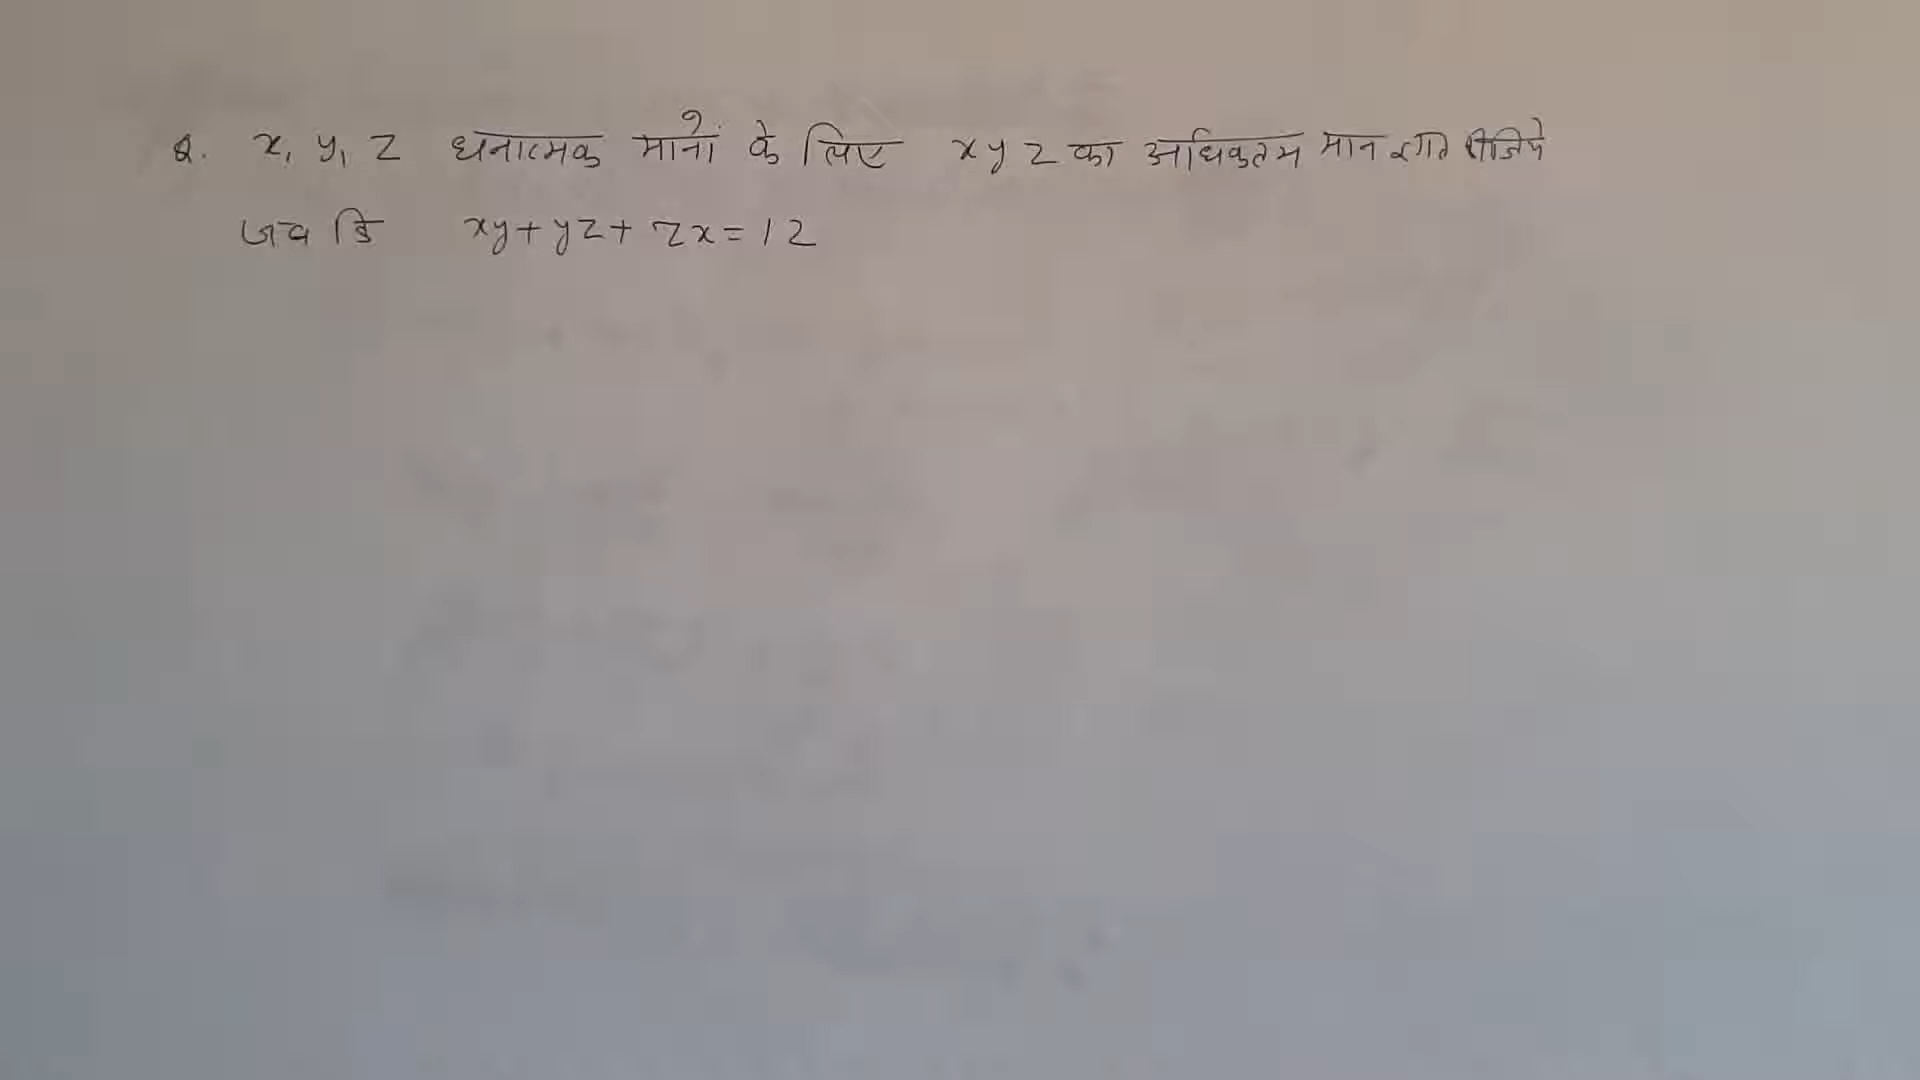 Q. x, y, z धनात्मक मानों के लिए xyz का अधिकतम मान ज्ञात कीजिये
जब कि xy+yz+zx=12